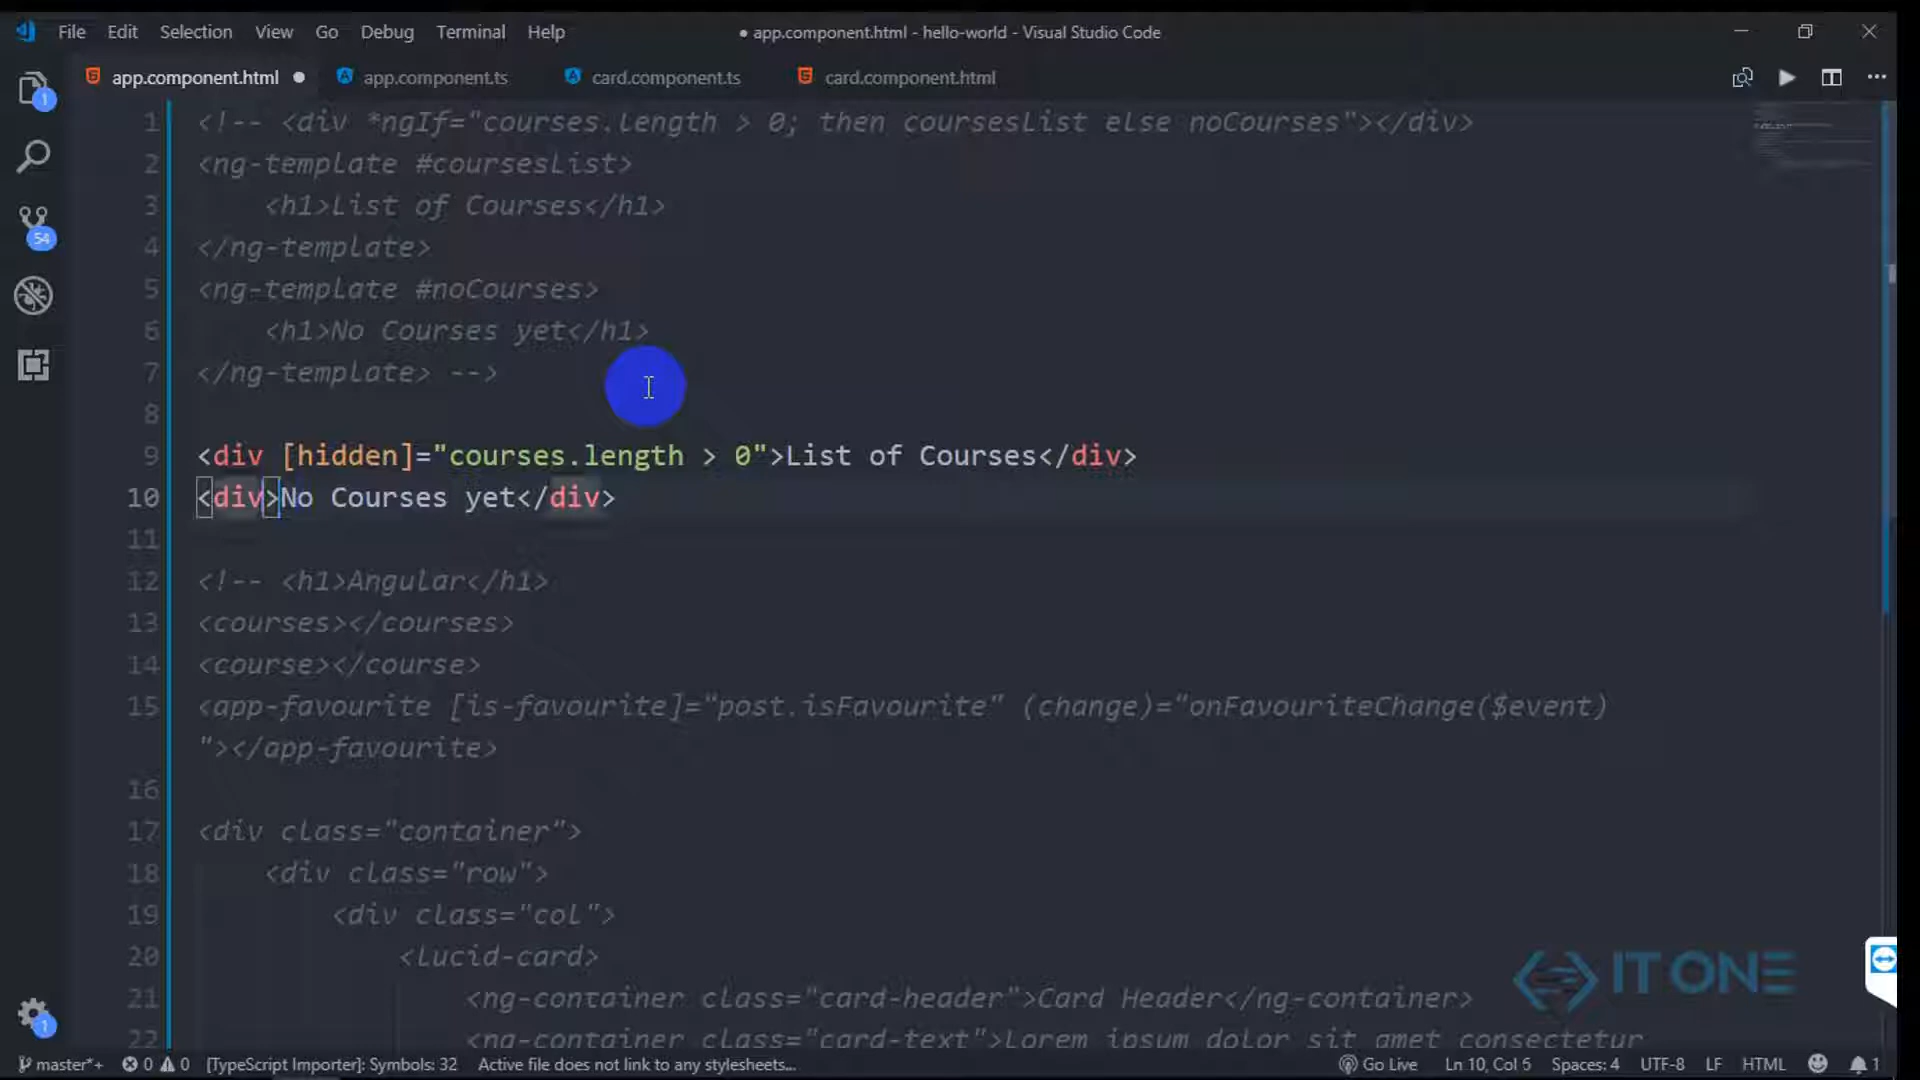 File Edit Selection View Go Debug Terminal Help ● app.component.html - hello-world - Visual Studio Code
app.component.html ● app.component.ts card.component.ts card.component.html
1 <!-- <div *ngIf="courses.length > 0; then coursesList else noCourses"></div>
2 <ng-template #coursesList>
3 <h1>List of Courses</h1>
4 </ng-template>
5 <ng-template #noCourses>
6 <h1>No Courses yet</h1>
7 </ng-template> -->
8
9 <div [hidden]="courses.length > 0">List of Courses</div>
10 <div>No Courses yet</div>
11
12 <!-- <h1>Angular</h1>
13 <courses></courses>
14 <course></course>
15 <app-favourite [is-favourite]="post.isFavourite" (change)="onFavouriteChange($event)
"></app-favourite>
16
17 <div class="container">
18 <div class="row">
19 <div class="col">
20 <Lucid-card>
21 <ng-container class="card-header">Card Header</ng-container>
22 <ng-container class="card-text">Lorem ipsum dolor sit amet consectetur
1
54
1
IT ONE
master*+ 0 0 [TypeScript Importer]: Symbols: 32 Active file does not link to any stylesheets... Go Live Ln 10, Col 5 Spaces: 4 UTF-8 LF HTML 1